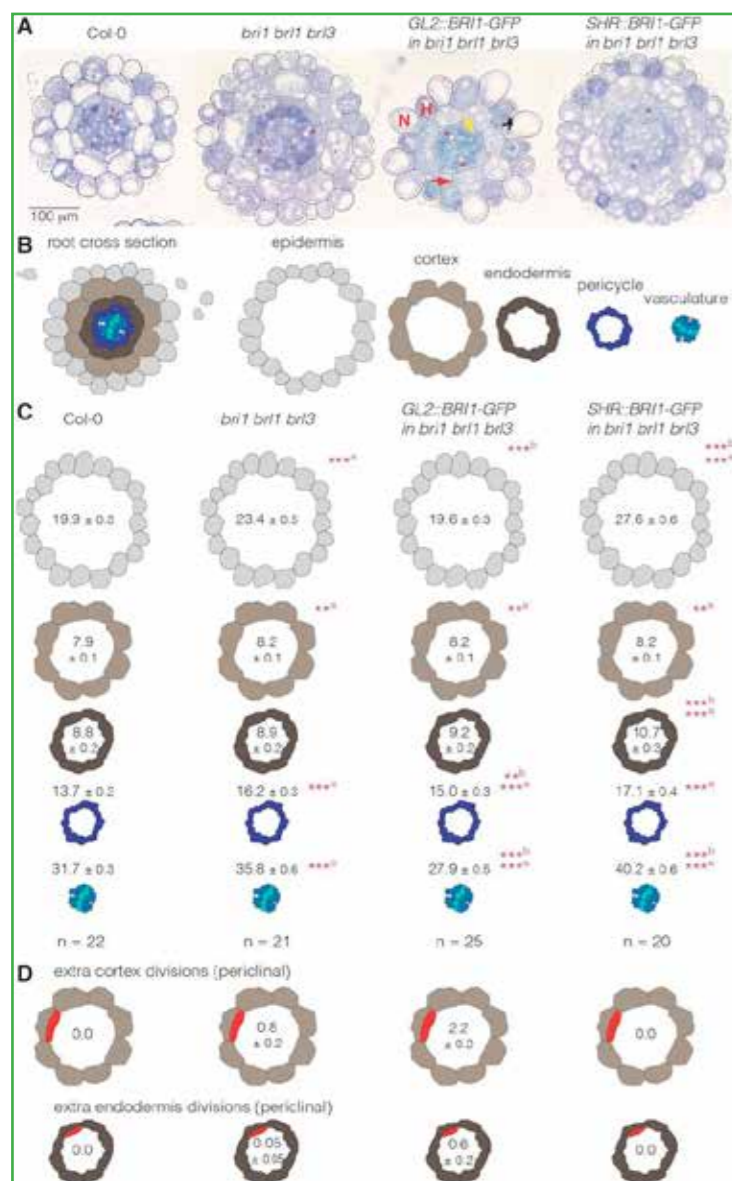 A
Col-0
bri1 brl1 brl3
GL2::BRI1-GFP
in bri1 brl1 brl3
SHR::BRI1-GFP
in bri1 brl1 brl3
N H
100 µm
B
root cross section
epidermis
cortex
endodermis
pericycle
vasculature
C
Col-0
bri1 brl1 brl3
GL2::BRI1-GFP
in bri1 brl1 brl3
SHR::BRI1-GFP
in bri1 brl1 brl3
***a
***b
***b
***a
19.9 ± 0.3
23.4 ± 0.5
19.6 ± 0.3
27.6 ± 0.6
**a
**a
**a
7.9
± 0.1
8.2
± 0.1
8.2
± 0.1
8.2
± 0.1
***b
***a
8.8
± 0.2
8.9
± 0.2
9.2
± 0.2
10.7
± 0.3
13.7 ± 0.2
16.2 ± 0.3 ***a
**b
15.0 ± 0.3 ***a
17.1 ± 0.4 ***a
31.7 ± 0.3
35.8 ± 0.6 ***a
***b
27.9 ± 0.5 ***a
***b
40.2 ± 0.6 ***a
n = 22
n = 21
n = 25
n = 20
D
extra cortex divisions (periclinal)
0.0
0.8
± 0.2
2.2
± 0.3
0.0
extra endodermis divisions (periclinal)
0.0
0.05
± 0.05
0.6
± 0.2
0.0